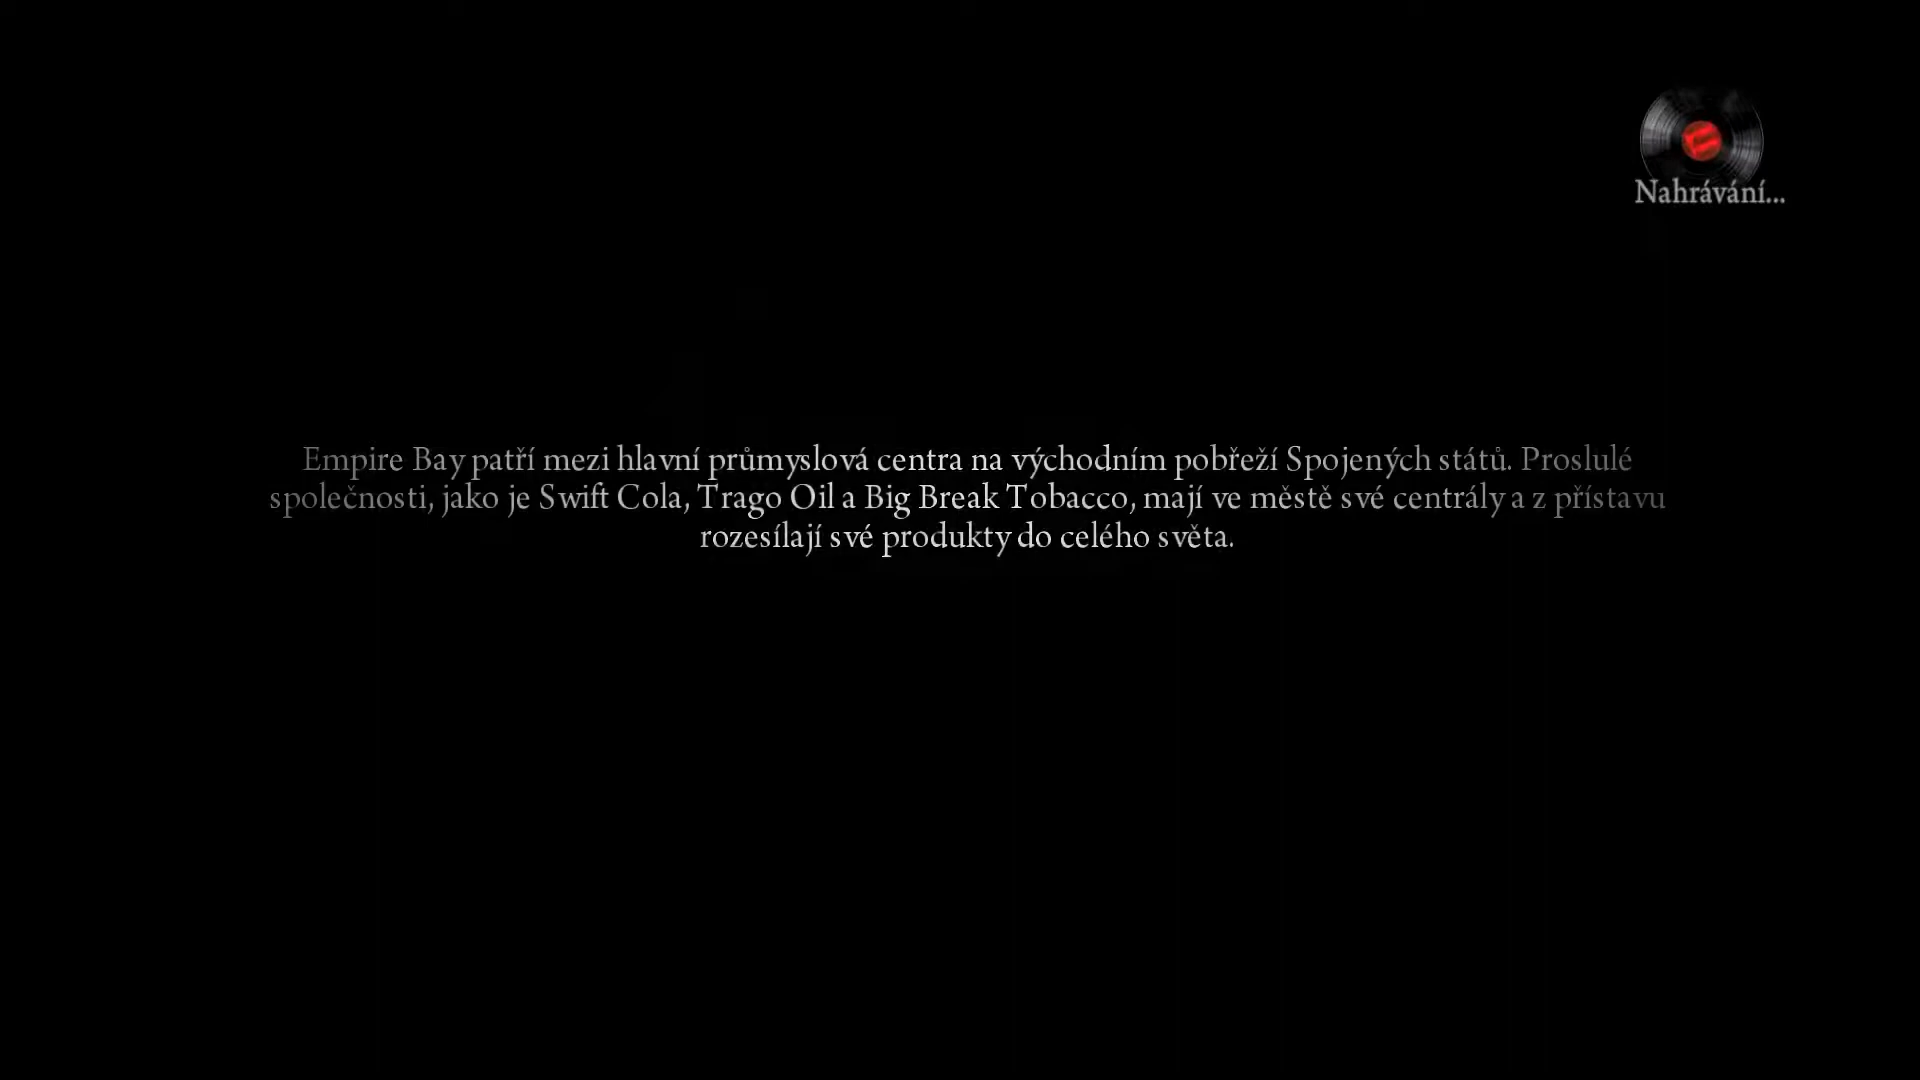 Nahrávání...
Empire Bay patří mezi hlavní průmyslová centra na východním pobřeží Spojených států. Proslulé
společnosti, jako je Swift Cola, Trago Oil a Big Break Tobacco, mají ve městě své centrály a z přístavu
rozesílají své produkty do celého světa.